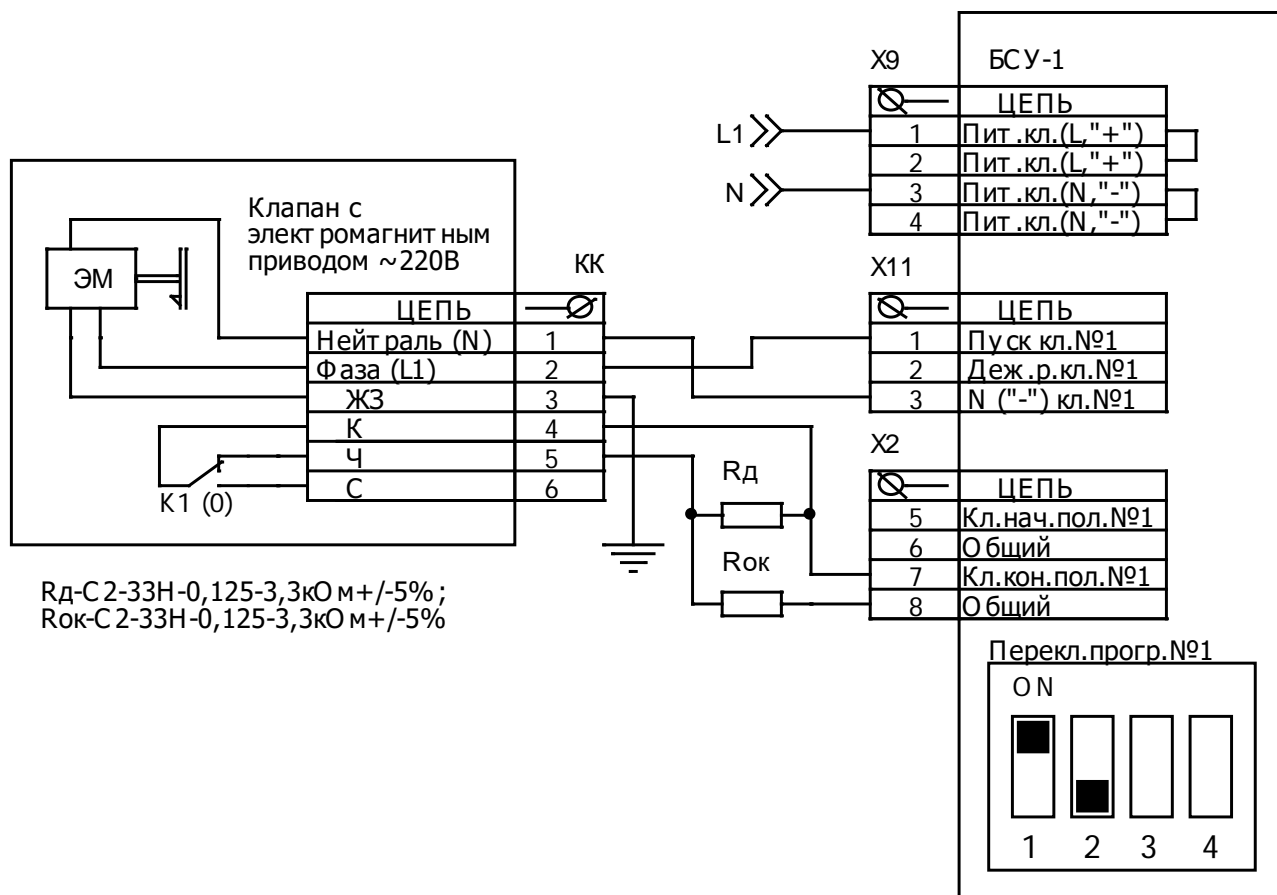 X9 БСУ-1
ЦЕПЬ
L1 1 Пит.кл.(L,"+")
2 Пит.кл.(L,"+")
N 3 Пит.кл.(N,"-")
4 Пит.кл.(N,"-")
Клапан с
электромагнитным
приводом ~220В
ЭМ
КК
ЦЕПЬ
Нейтраль (N) 1
Фаза (L1) 2
ЖЗ 3
К 4
Ч 5
С 6
К1 (0)
X11
ЦЕПЬ
1 Пуск кл.№1
2 Деж.р.кл.№1
3 N ("-") кл.№1
X2
ЦЕПЬ
5 Кл.нач.пол.№1
6 Общий
7 Кл.кон.пол.№1
8 Общий
Rд
Rок
Rд-С2-33Н-0,125-3,3кОм+/-5%;
Rок-С2-33Н-0,125-3,3кОм+/-5%
Перекл.прогр.№1
ON
1 2 3 4